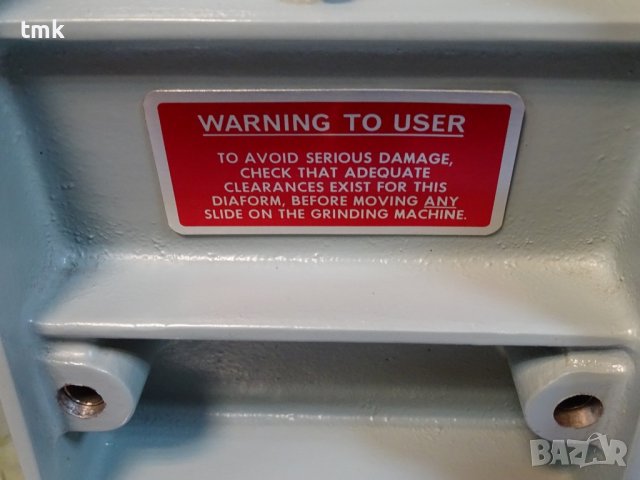 tmk
WARNING TO USER
TO AVOID SERIOUS DAMAGE,
CHECK THAT ADEQUATE
CLEARANCES EXIST FOR THIS
DIAFORM, BEFORE MOVING ANY
SLIDE ON THE GRINDING MACHINE.
BAZAR